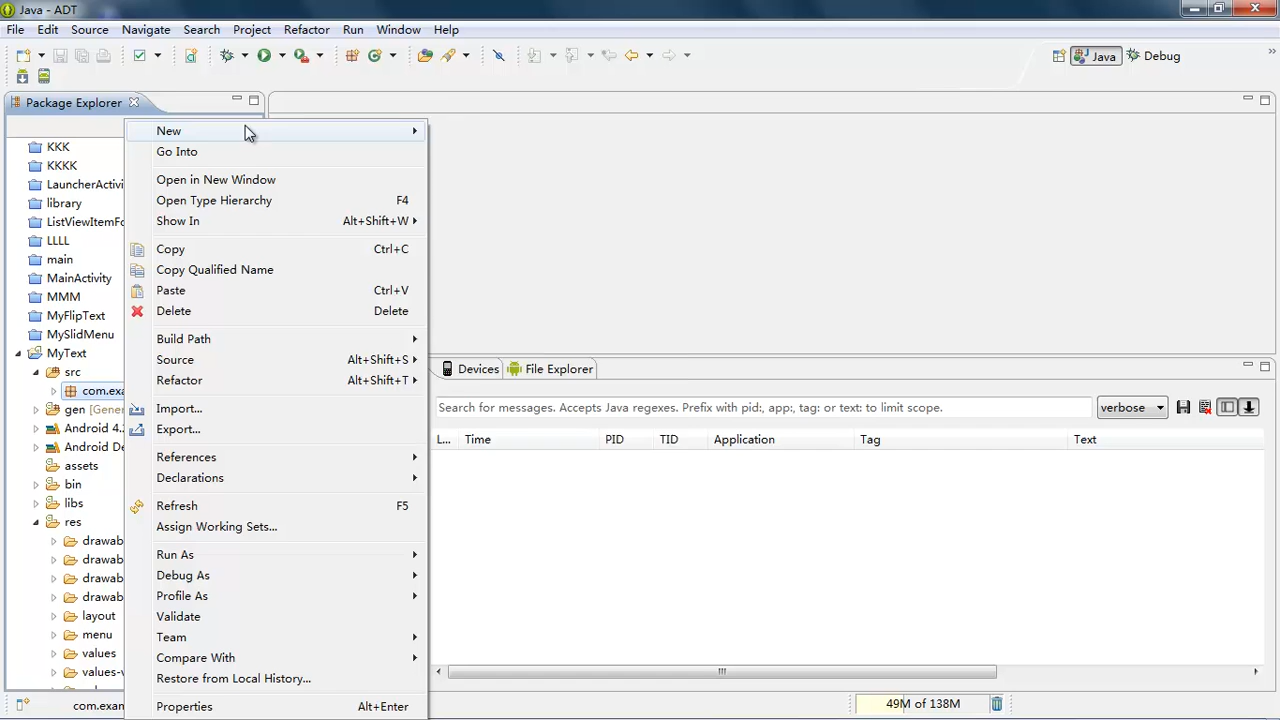 Java - ADT
File Edit Source Navigate Search Project Refactor Run Window Help
Java Debug
Package Explorer
KKK
KKKK
LauncherActivi
library
ListViewItemFo
LLLL
main
MainActivity
MMM
MyFlipText
MySlidMenu
MyText
src
com.exa
gen [Gener
Android 4.
Android De
assets
bin
libs
res
drawab
drawab
drawab
drawab
layout
menu
values
values-v
New
Go Into
Open in New Window
Open Type Hierarchy F4
Show In Alt+Shift+W
Copy Ctrl+C
Copy Qualified Name
Paste Ctrl+V
Delete Delete
Build Path
Source Alt+Shift+S
Refactor Alt+Shift+T
Import...
Export...
References
Declarations
Refresh F5
Assign Working Sets...
Run As
Debug As
Profile As
Validate
Team
Compare With
Restore from Local History...
Properties Alt+Enter
Devices File Explorer
Search for messages. Accepts Java regexes. Prefix with pid:, app:, tag: or text: to limit scope. verbose
L... Time PID TID Application Tag Text
com.exan 49M of 138M